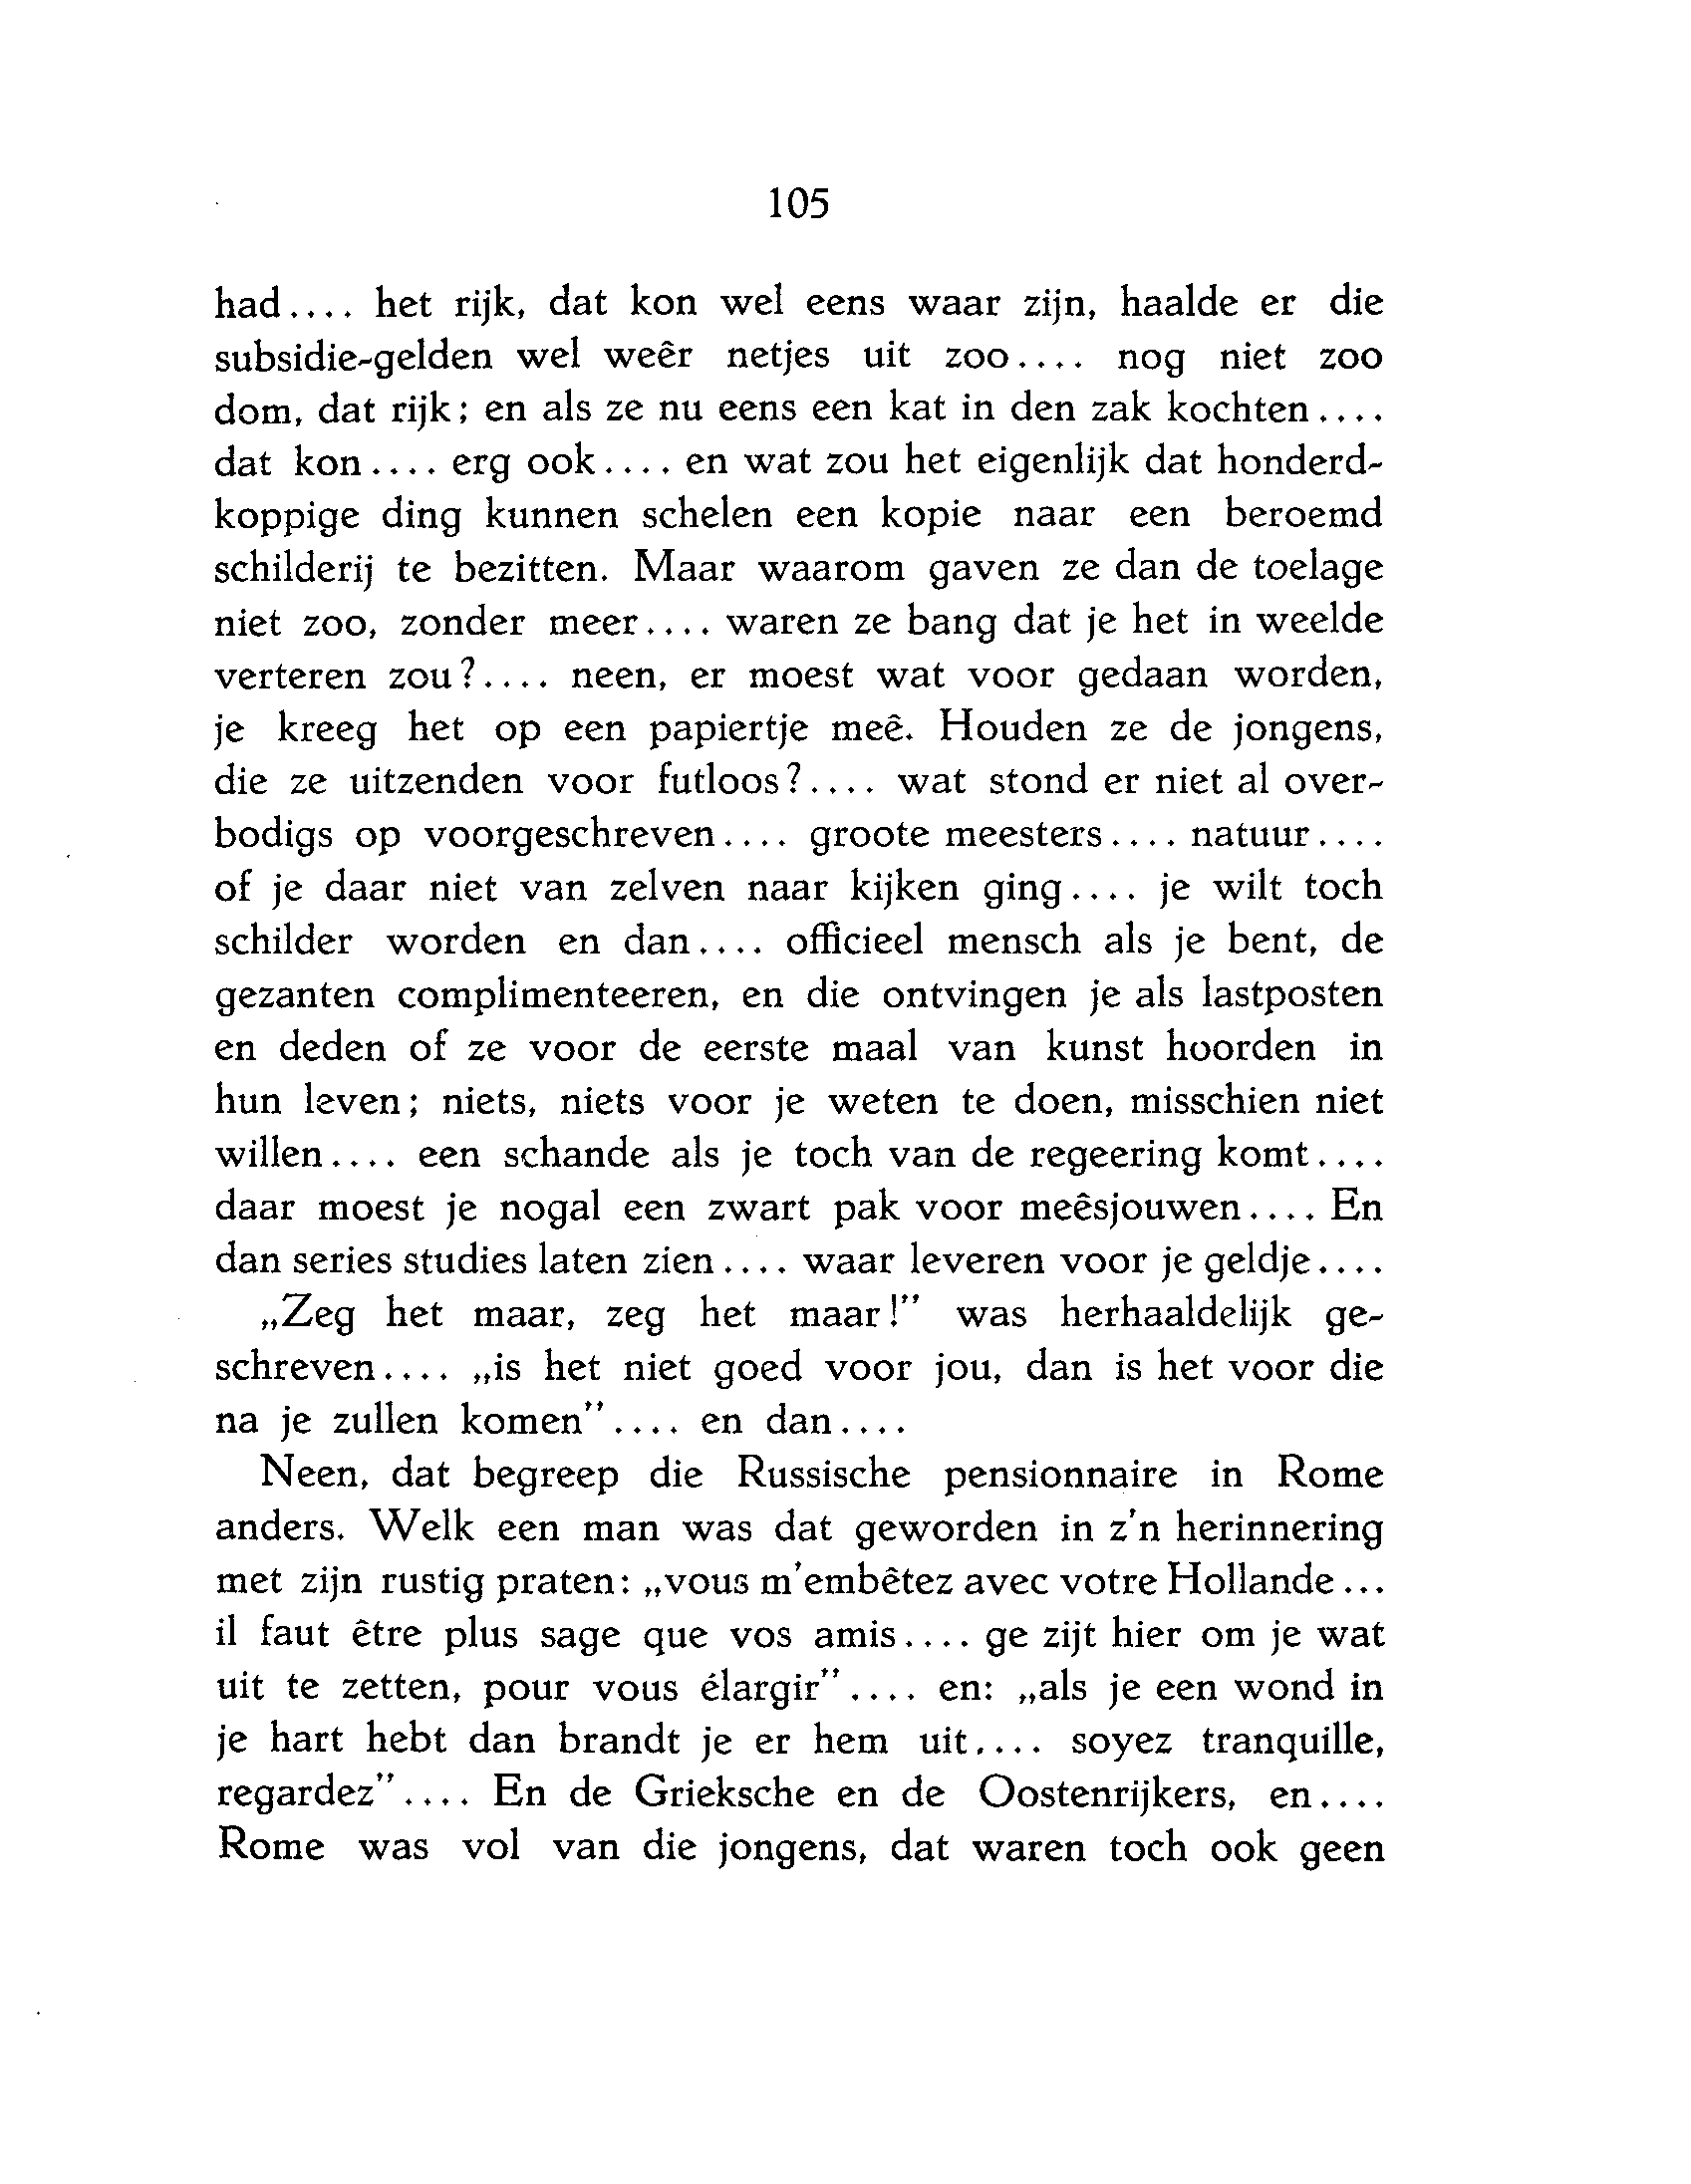 105
had.... het rijk, dat kon wel eens waar zijn, haalde er die
subsidie-gelden wel weêr netjes uit zoo.... nog niet zoo
dom, dat rijk; en als ze nu eens een kat in den zak kochten....
dat kon.... erg ook.... en wat zou het eigenlijk dat honderd-
koppige ding kunnen schelen een kopie naar een beroemd
schilderij te bezitten. Maar waarom gaven ze dan de toelage
niet zoo, zonder meer.... waren ze bang dat je het in weelde
verteren zou?.... neen, er moest wat voor gedaan worden,
je kreeg het op een papiertje meê. Houden ze de jongens,
die ze uitzenden voor futloos?.... wat stond er niet al over-
bodigs op voorgeschreven.... groote meesters.... natuur....
of je daar niet van zelven naar kijken ging.... je wilt toch
schilder worden en dan.... officieel mensch als je bent, de
gezanten complimenteeren, en die ontvingen je als lastposten
en deden of ze voor de eerste maal van kunst hoorden in
hun leven; niets, niets voor je weten te doen, misschien niet
willen.... een schande als je toch van de regeering komt....
daar moest je nogal een zwart pak voor meêsjouwen.... En
dan series studies laten zien.... waar leveren voor je geldje....
„Zeg het maar, zeg het maar!” was herhaaldelijk ge-
schreven.... „is het niet goed voor jou, dan is het voor die
na je zullen komen”.... en dan....
Neen, dat begreep die Russische pensionnaire in Rome
anders. Welk een man was dat geworden in z'n herinnering
met zijn rustig praten: „vous m'embêtez avec votre Hollande...
il faut être plus sage que vos amis.... ge zijt hier om je wat
uit te zetten, pour vous élargir”.... en: „als je een wond in
je hart hebt dan brandt je er hem uit.... soyez tranquille,
regardez”.... En de Grieksche en de Oostenrijkers, en....
Rome was vol van die jongens, dat waren toch ook geen